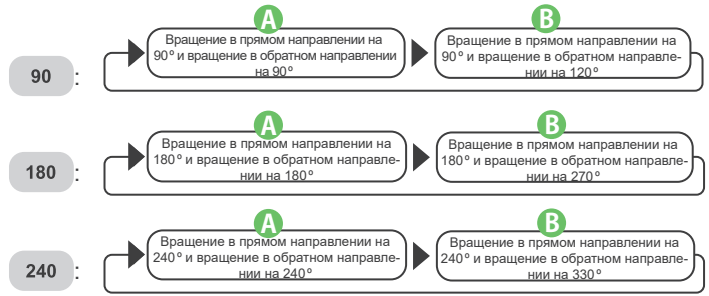 A
B
Вращение в прямом направлении на
90° и вращение в обратном направлении
на 90°
Вращение в прямом направлении на
90° и вращение в обратном направле-
нии на 120°
90 :
A
B
Вращение в прямом направлении на
180° и вращение в обратном направле-
нии на 180°
Вращение в прямом направлении на
180° и вращение в обратном направле-
нии на 270°
180 :
A
B
Вращение в прямом направлении на
240° и вращение в обратном направле-
нии на 240°
Вращение в прямом направлении на
240° и вращение в обратном направле-
нии на 330°
240 :